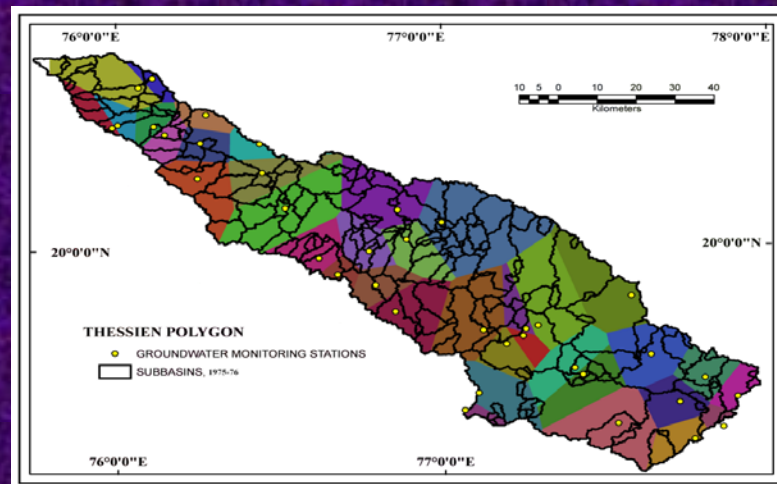 76°0'0"E 77°0'0"E 78°0'0"E
10 5 0 10 20 30 40
Kilometers
20°0'0"N 20°0'0"N
THESSIEN POLYGON
GROUNDWATER MONITORING STATIONS
SUBBASINS, 1975-76
76°0'0"E 77°0'0"E